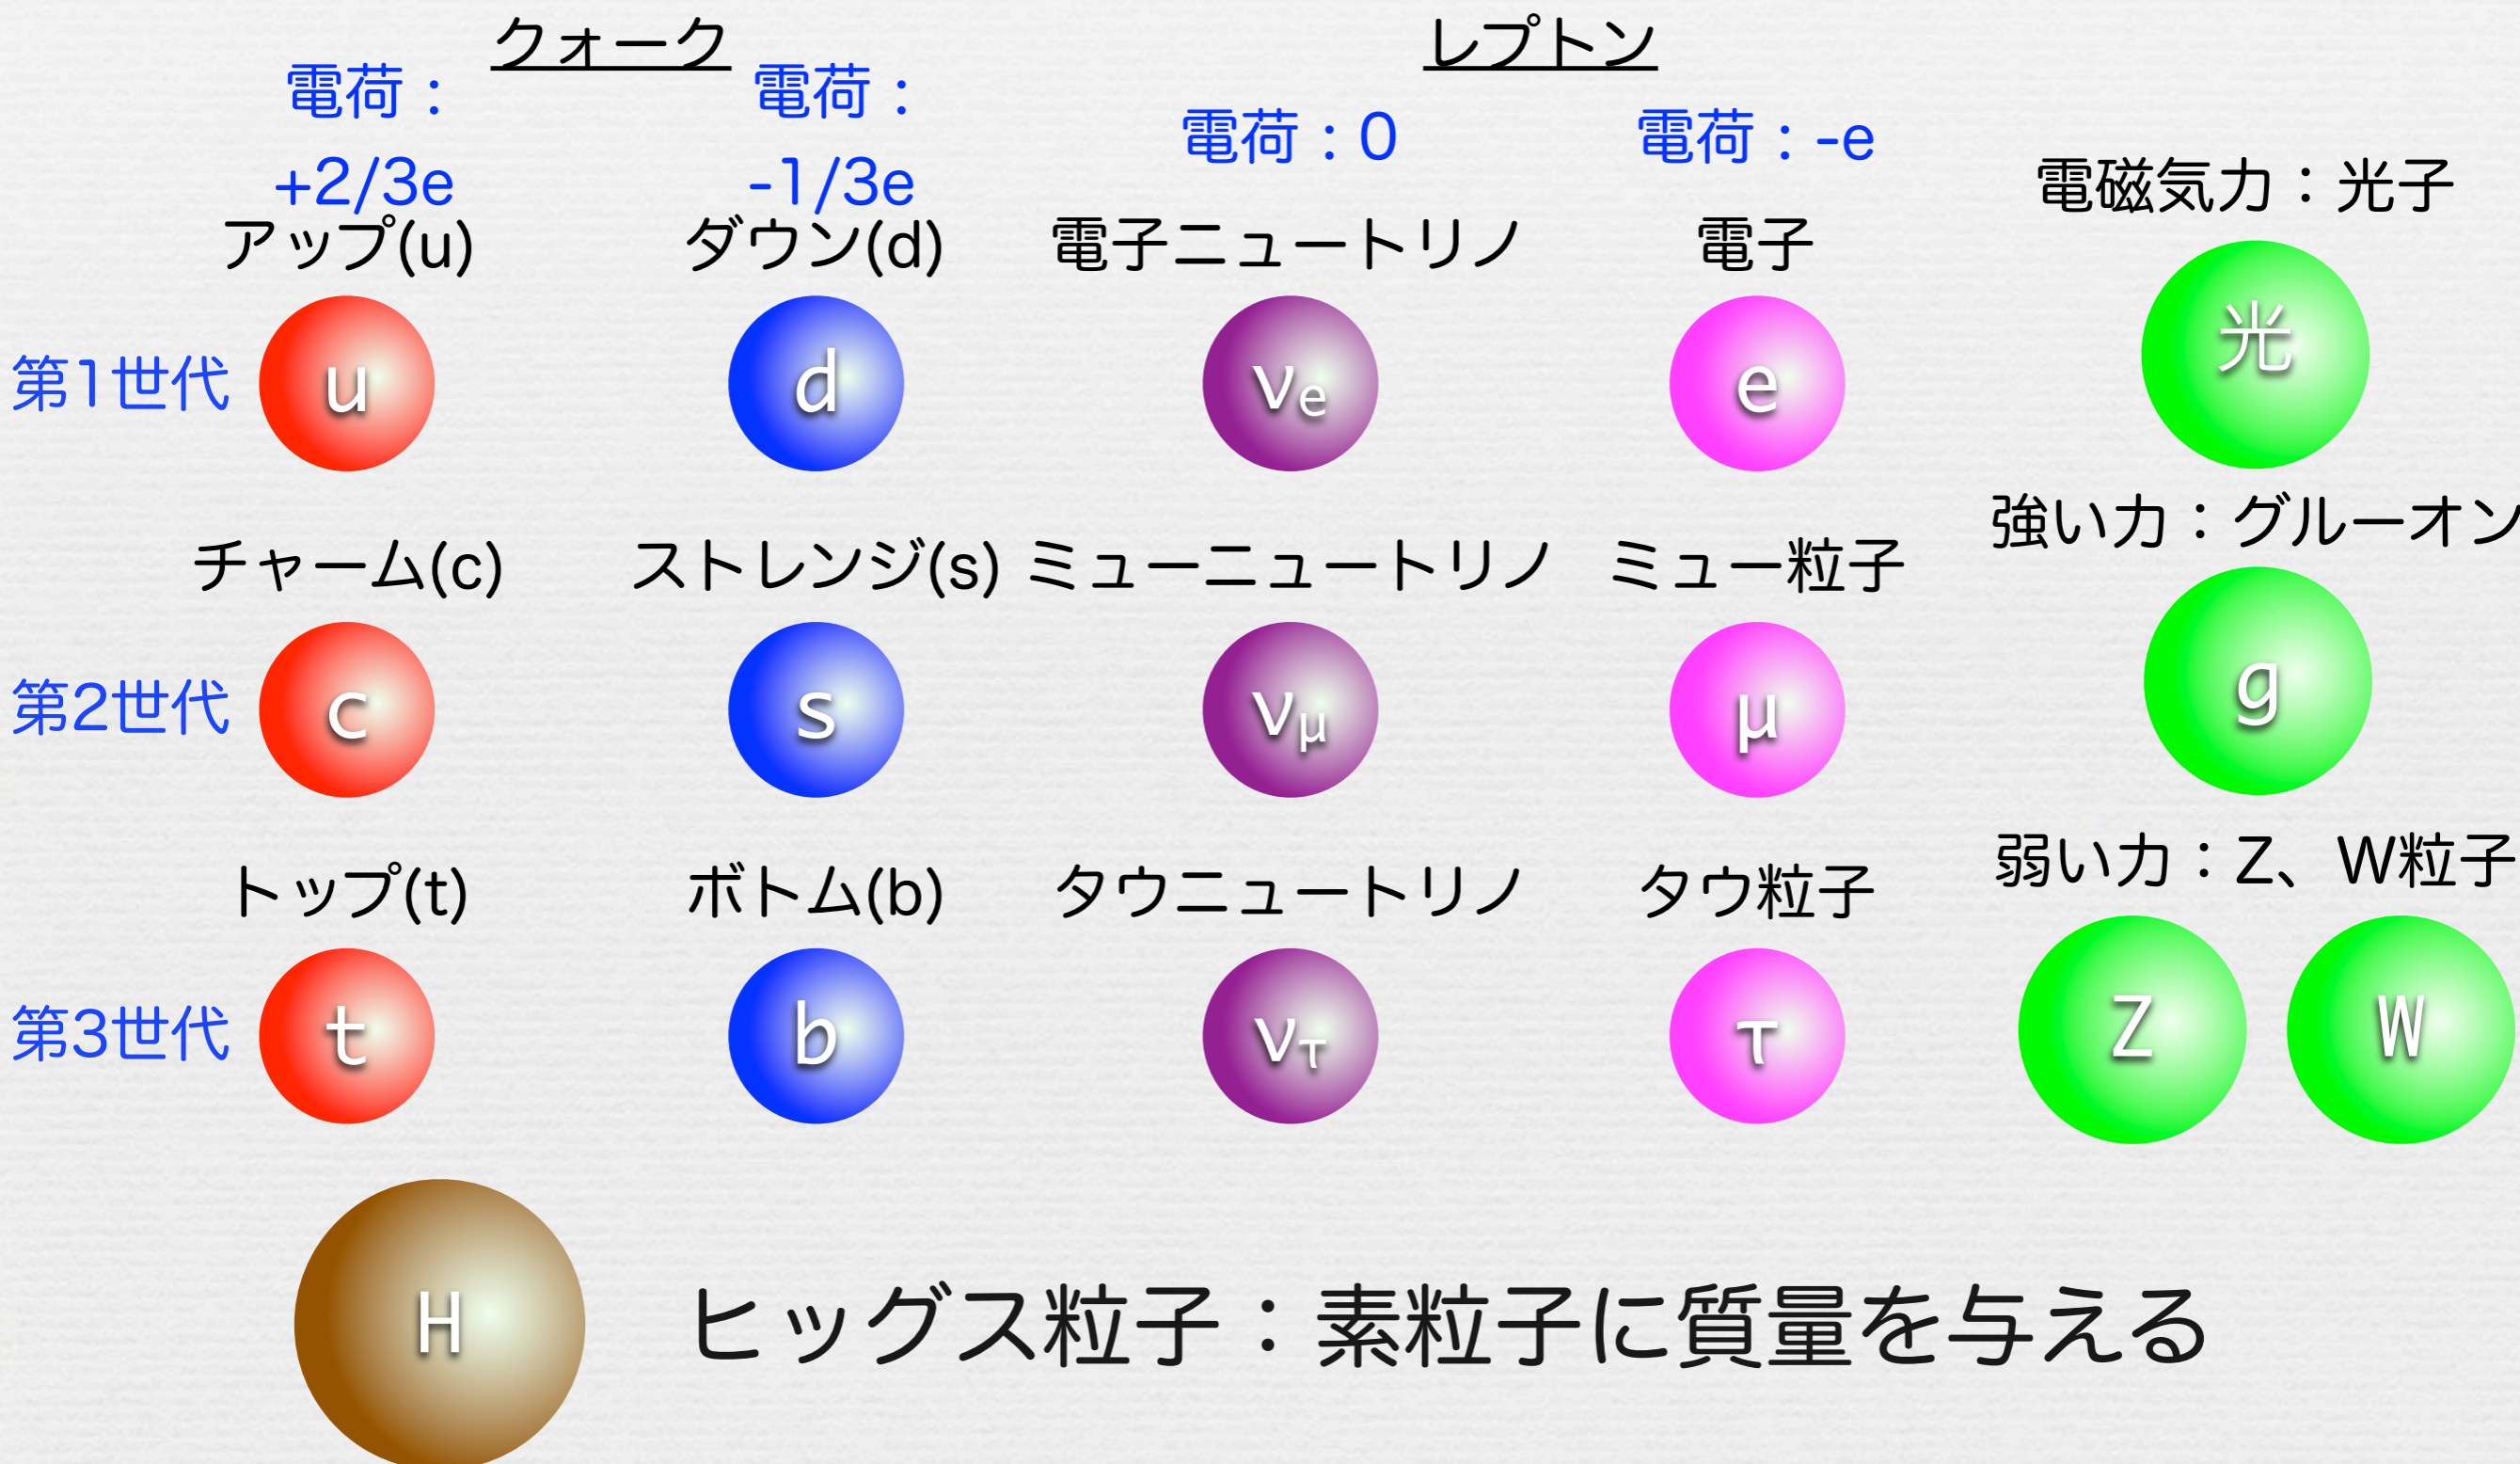 クォーク
レプトン
電荷：
+2/3e
電荷：
-1/3e
電荷：0
電荷：-e
電磁気力：光子
アップ(u)
ダウン(d)
電子ニュートリノ
電子
第1世代
u
d
νe
e
光
強い力：グルーオン
チャーム(c)
ストレンジ(s)
ミューニュートリノ
ミュー粒子
第2世代
c
s
νμ
μ
g
弱い力：Z、W粒子
トップ(t)
ボトム(b)
タウニュートリノ
タウ粒子
第3世代
t
b
ντ
τ
Z
W
H
ヒッグス粒子：素粒子に質量を与える